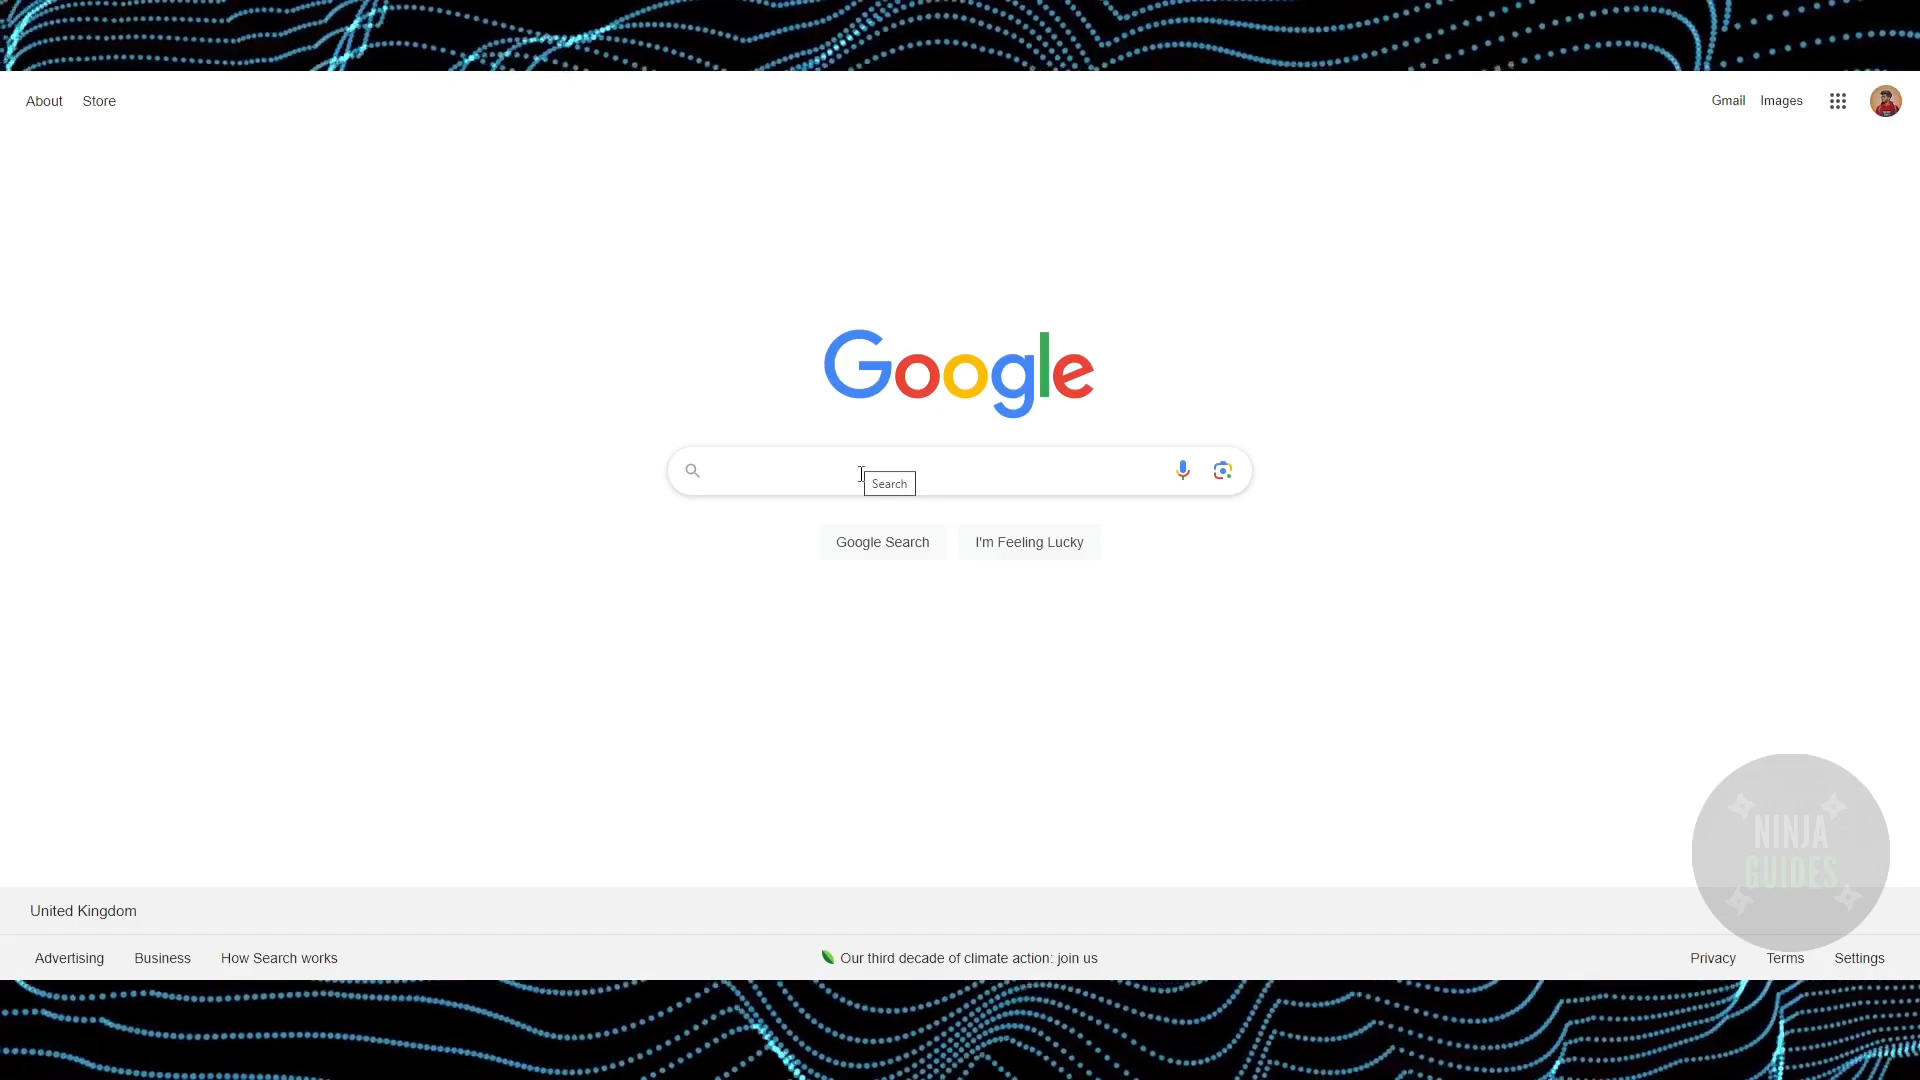 About Store
Gmail Images
Google
Search
Google Search I'm Feeling Lucky
NINJA
GUIDES
United Kingdom
Advertising Business How Search works
Our third decade of climate action: join us
Privacy Terms Settings